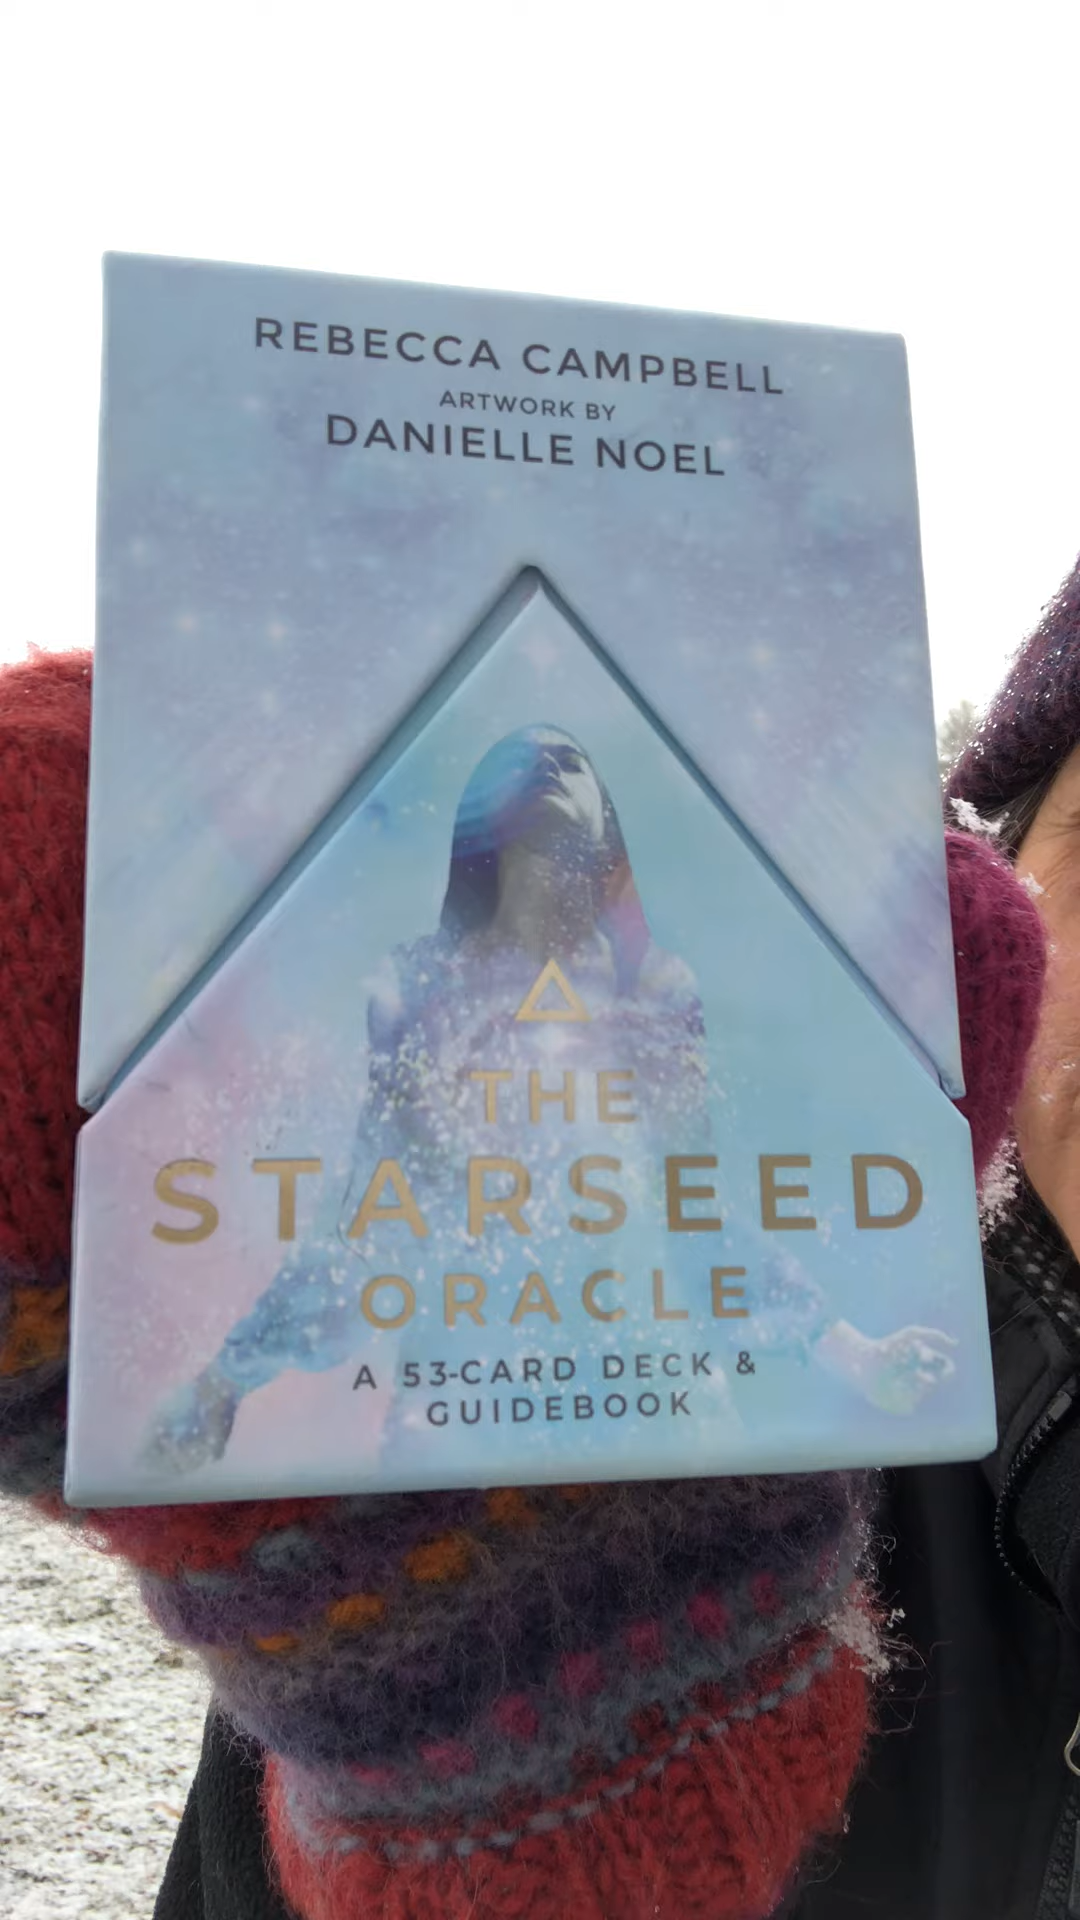 REBECCA CAMPBELL
ARTWORK BY
DANIELLE NOEL
THE
STARSEED
ORACLE
A 53-CARD DECK &
GUIDEBOOK